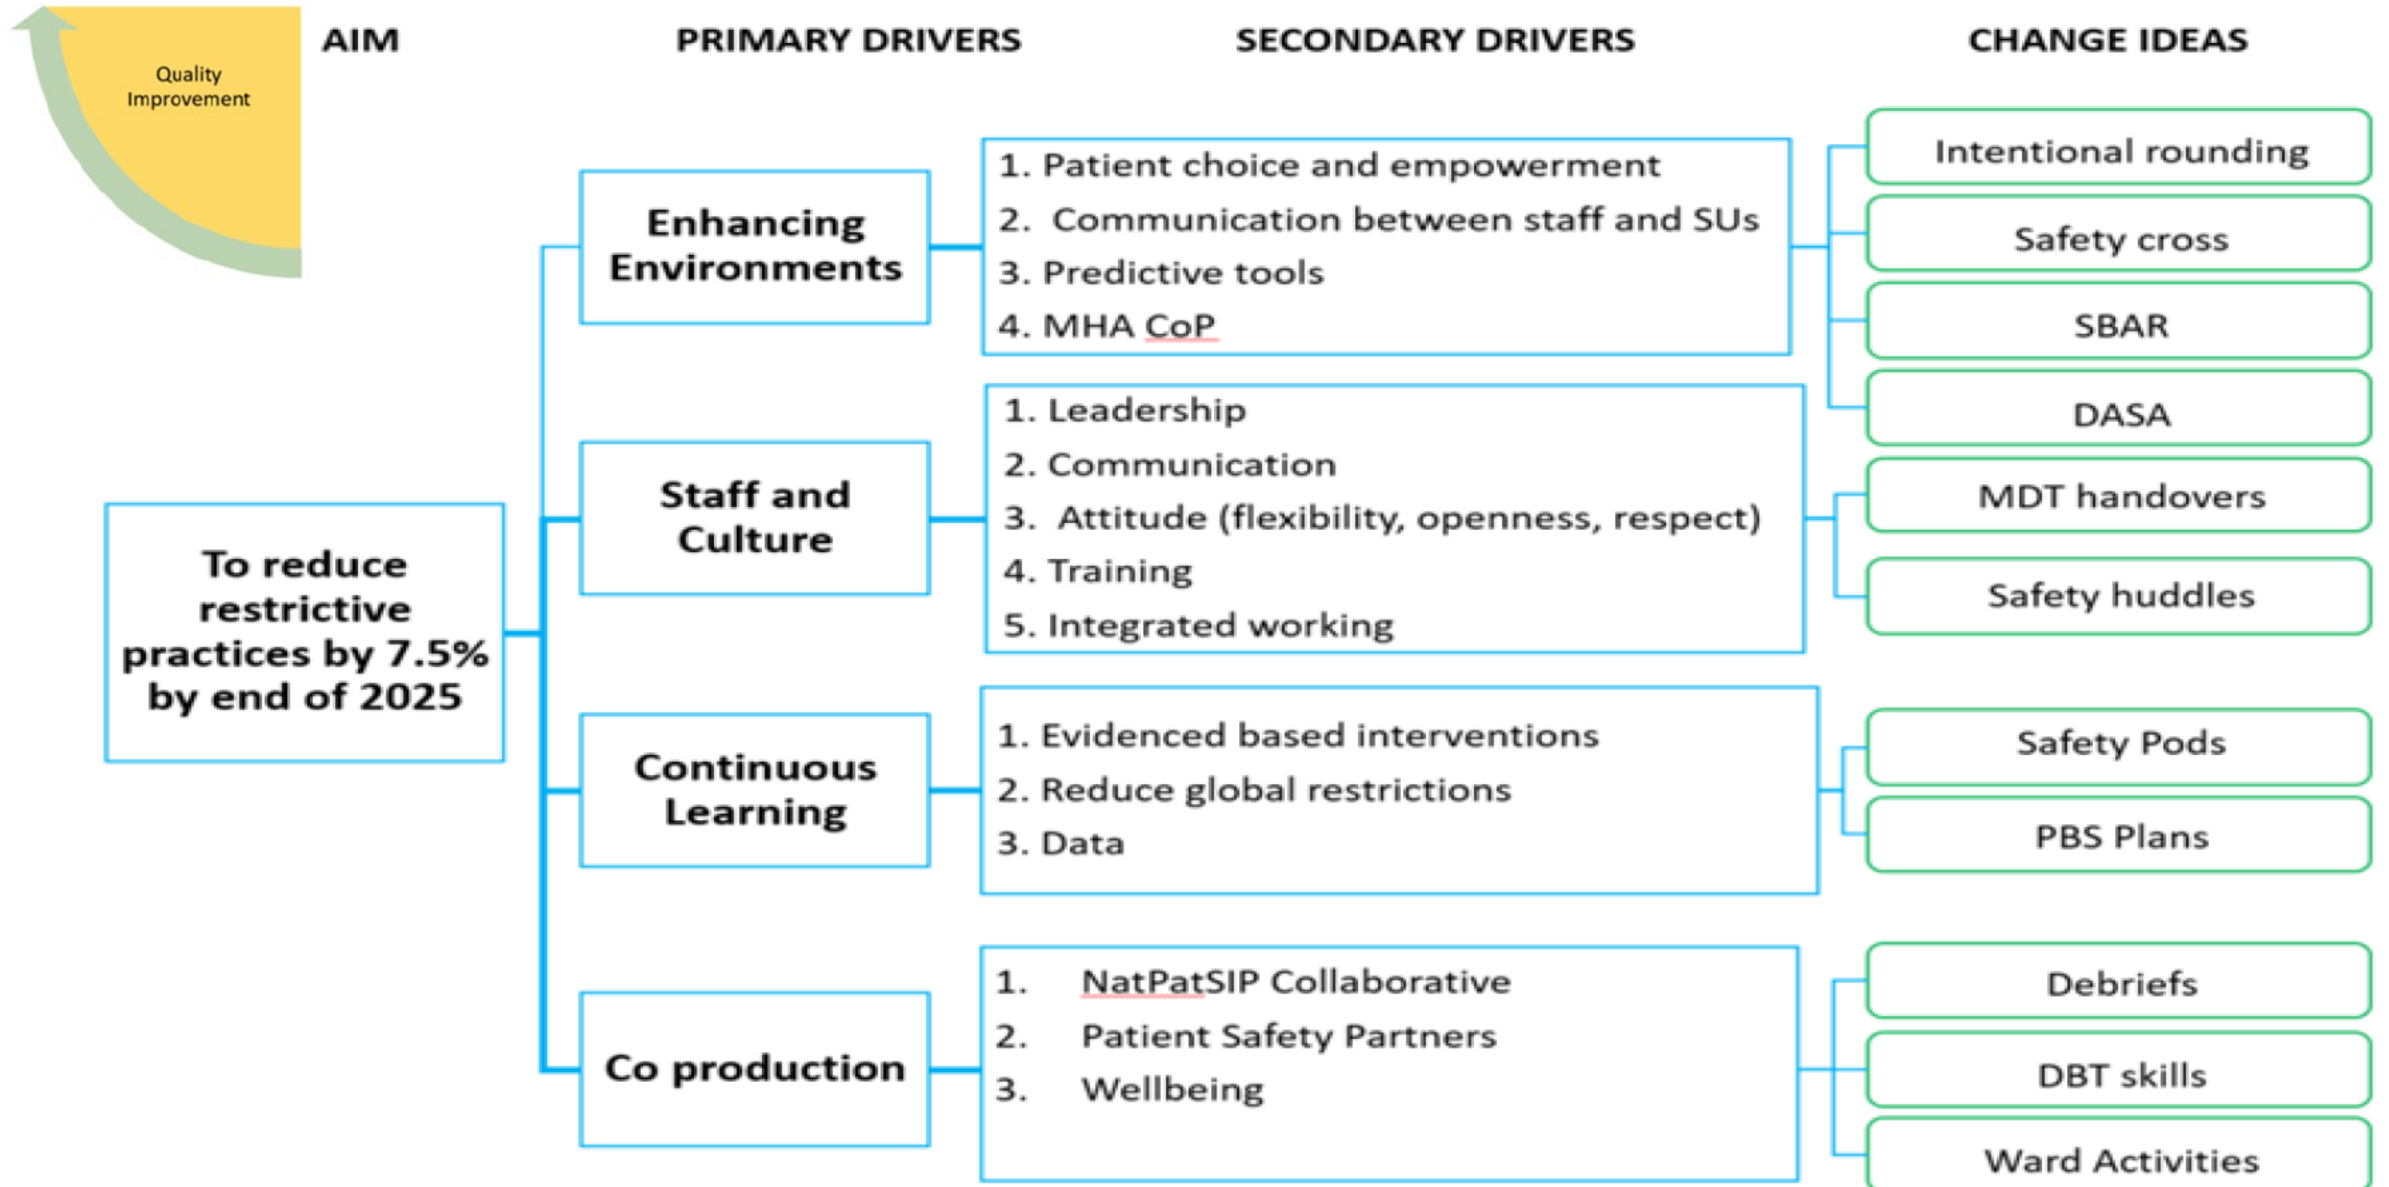 Quality
Improvement
AIM
PRIMARY DRIVERS
SECONDARY DRIVERS
CHANGE IDEAS
To reduce
restrictive
practices by 7.5%
by end of 2025
Enhancing
Environments
1. Patient choice and empowerment
2. Communication between staff and SUs
3. Predictive tools
4. MHA CoP
Intentional rounding
Safety cross
SBAR
DASA
Staff and
Culture
1. Leadership
2. Communication
3. Attitude (flexibility, openness, respect)
4. Training
5. Integrated working
MDT handovers
Safety huddles
Continuous
Learning
1. Evidenced based interventions
2. Reduce global restrictions
3. Data
Safety Pods
PBS Plans
Co production
1. NatPatSIP Collaborative
2. Patient Safety Partners
3. Wellbeing
Debriefs
DBT skills
Ward Activities